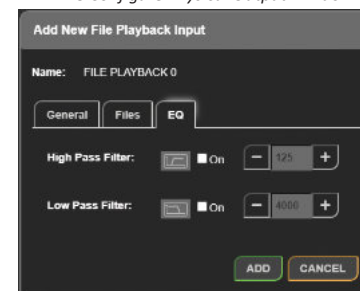 Add New File Playback Input
Name: FILE PLAYBACK 0
General Files EQ
High Pass Filter: On − 125 +
Low Pass Filter: On − 4000 +
ADD CANCEL